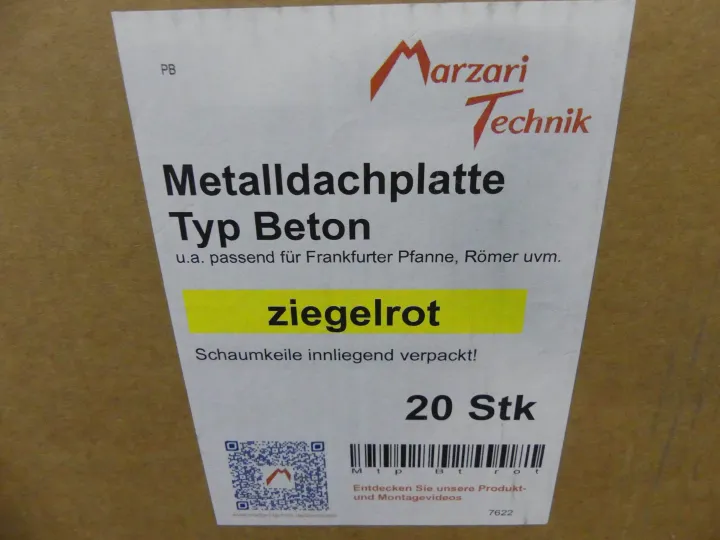 PB
Marzari
Technik
Metalldachplatte
Typ Beton
u.a. passend für Frankfurter Pfanne, Römer uvm.
ziegelrot
Schaumkeile innliegend verpackt!
20 Stk
Mtp Bt rot
Entdecken Sie unsere Produkt-
und Montagevideos
7622